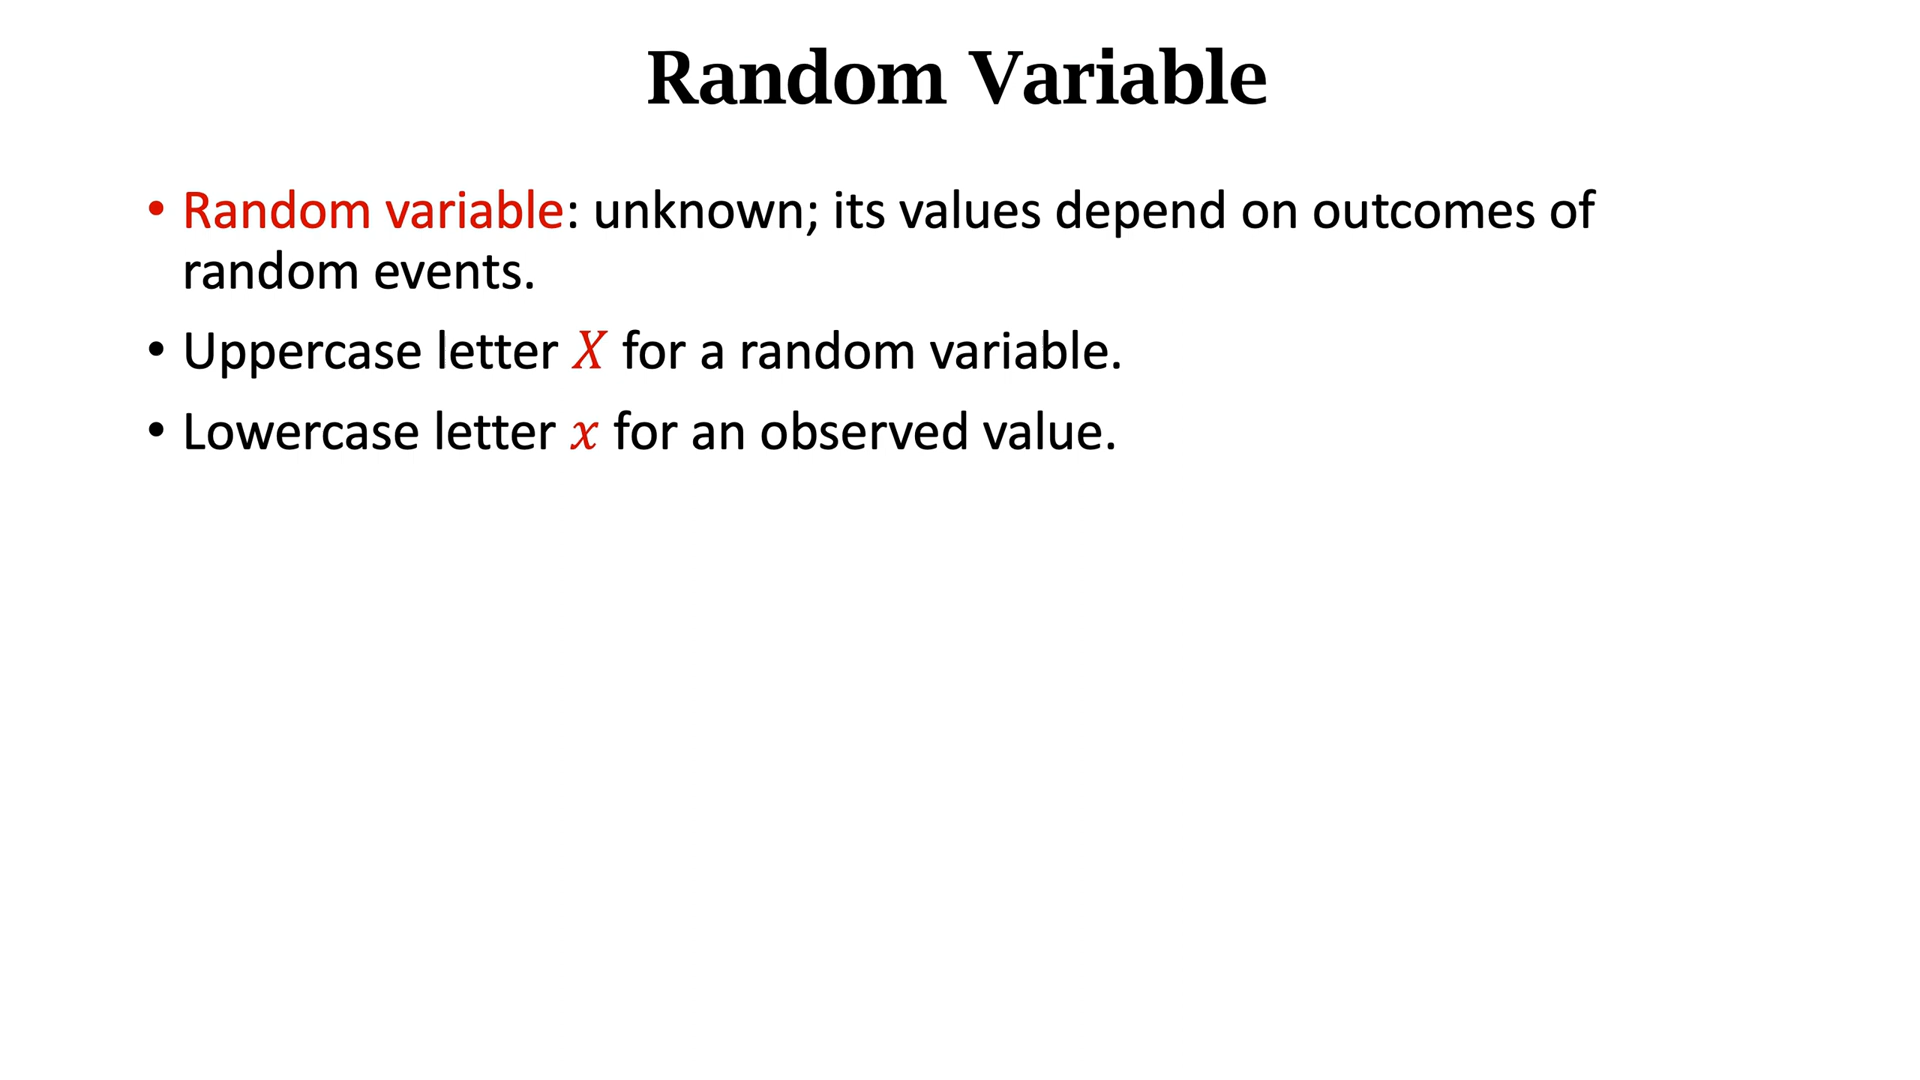 Random Variable
• Random variable: unknown; its values depend on outcomes of
random events.
• Uppercase letter X for a random variable.
• Lowercase letter x for an observed value.